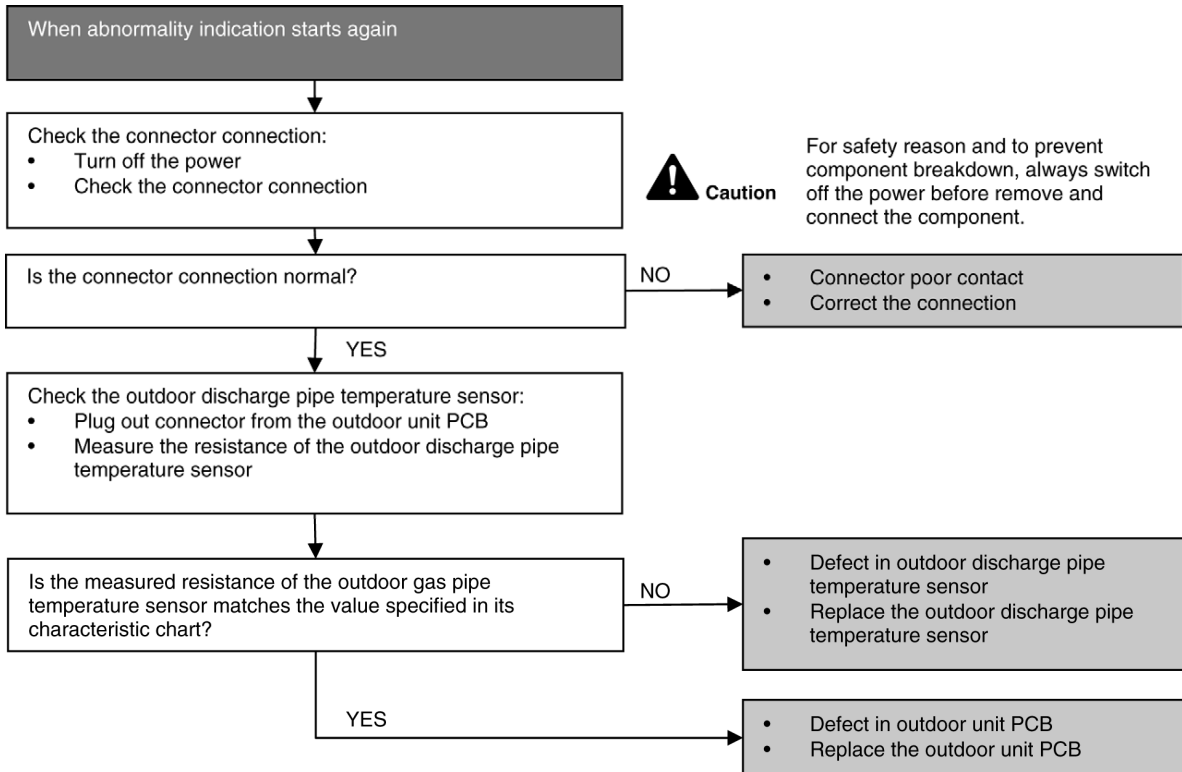 When abnormality indication starts again
Check the connector connection:
• Turn off the power
• Check the connector connection
Caution
For safety reason and to prevent
component breakdown, always switch
off the power before remove and
connect the component.
Is the connector connection normal?
NO
• Connector poor contact
• Correct the connection
YES
Check the outdoor discharge pipe temperature sensor:
• Plug out connector from the outdoor unit PCB
• Measure the resistance of the outdoor discharge pipe
temperature sensor
Is the measured resistance of the outdoor gas pipe
temperature sensor matches the value specified in its
characteristic chart?
NO
• Defect in outdoor discharge pipe
temperature sensor
• Replace the outdoor discharge pipe
temperature sensor
YES
• Defect in outdoor unit PCB
• Replace the outdoor unit PCB